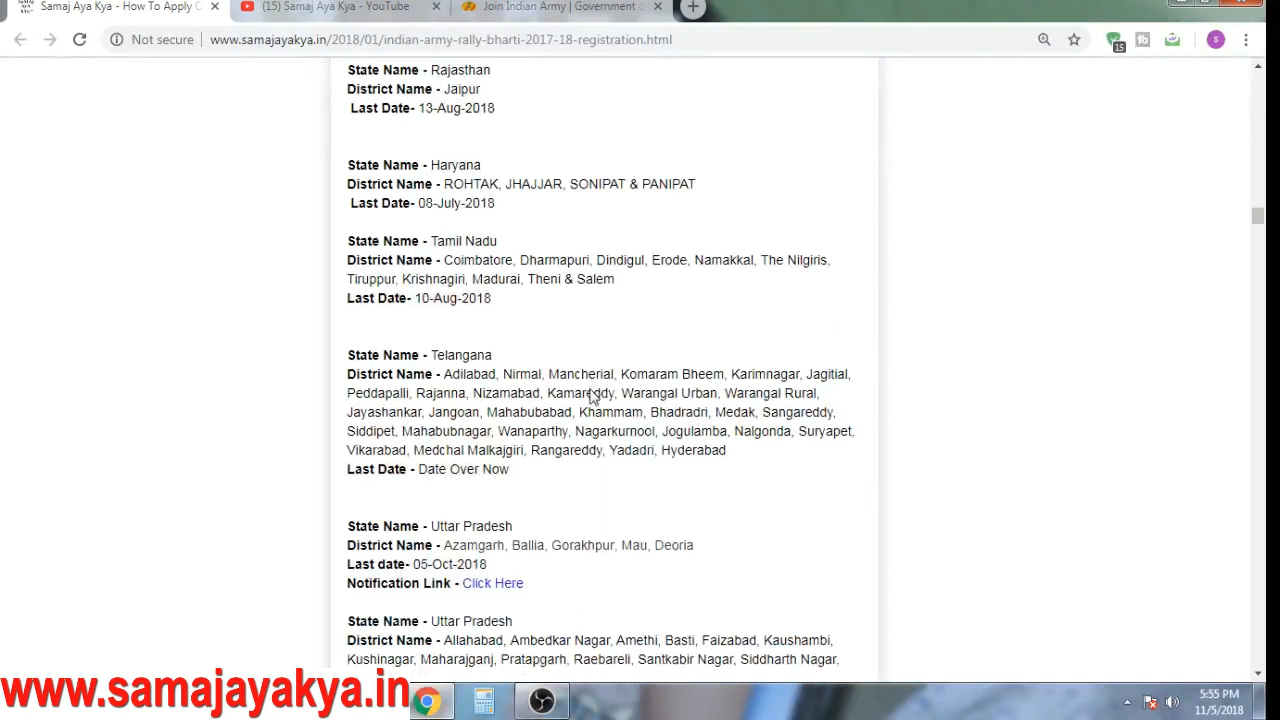 Samaj Aya Kya - How To Apply O
(15) Samaj Aya Kya - YouTube
Join Indian Army | Government o
Not secure
www.samajayakya.in/2018/01/indian-army-rally-bharti-2017-18-registration.html
15
S
State Name - Rajasthan
District Name - Jaipur
Last Date- 13-Aug-2018
State Name - Haryana
District Name - ROHTAK, JHAJJAR, SONIPAT & PANIPAT
Last Date- 08-July-2018
State Name - Tamil Nadu
District Name - Coimbatore, Dharmapuri, Dindigul, Erode, Namakkal, The Nilgiris,
Tiruppur, Krishnagiri, Madurai, Theni & Salem
Last Date- 10-Aug-2018
State Name - Telangana
District Name - Adilabad, Nirmal, Mancherial, Komaram Bheem, Karimnagar, Jagitial,
Peddapalli, Rajanna, Nizamabad, Kamareddy, Warangal Urban, Warangal Rural,
Jayashankar, Jangoan, Mahabubabad, Khammam, Bhadradri, Medak, Sangareddy,
Siddipet, Mahabubnagar, Wanaparthy, Nagarkurnool, Jogulamba, Nalgonda, Suryapet,
Vikarabad, Medchal Malkajgiri, Rangareddy, Yadadri, Hyderabad
Last Date - Date Over Now
State Name - Uttar Pradesh
District Name - Azamgarh, Ballia, Gorakhpur, Mau, Deoria
Last date- 05-Oct-2018
Notification Link - Click Here
State Name - Uttar Pradesh
District Name - Allahabad, Ambedkar Nagar, Amethi, Basti, Faizabad, Kaushambi,
Kushinagar, Maharajganj, Pratapgarh, Raebareli, Santkabir Nagar, Siddharth Nagar,
www.samajayakya.in
5:55 PM
11/5/2018